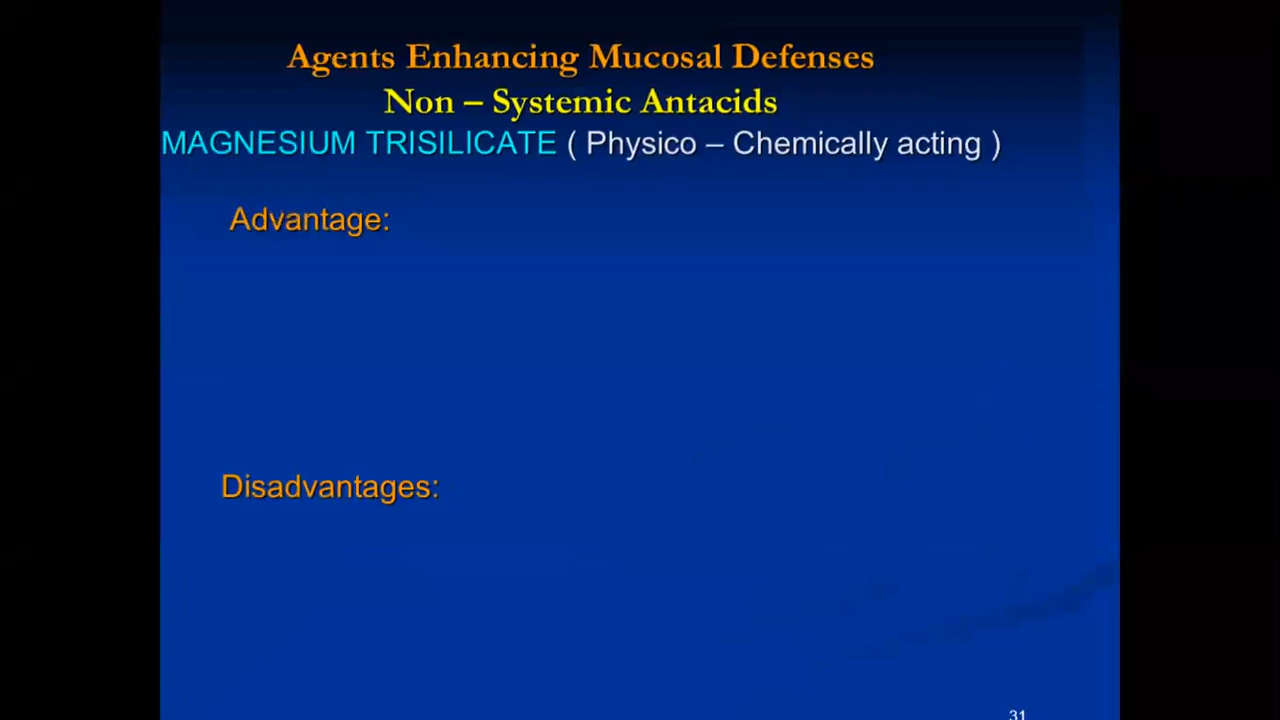 Agents Enhancing Mucosal Defenses
Non – Systemic Antacids
MAGNESIUM TRISILICATE ( Physico – Chemically acting )
Advantage:
Disadvantages:
31